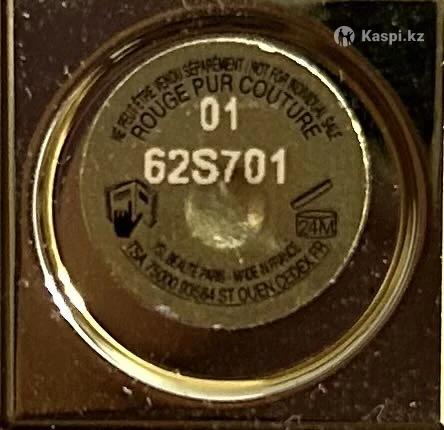 Kaspi.kz
NE PEUT ÊTRE VENDU SÉPARÉMENT / NOT FOR INDIVIDUAL SALE
ROUGE PUR COUTURE
01
62S701
24M
YSL BEAUTÉ PARIS - MADE IN FRANCE
TSA 75000 93584 ST OUEN CEDEX FR